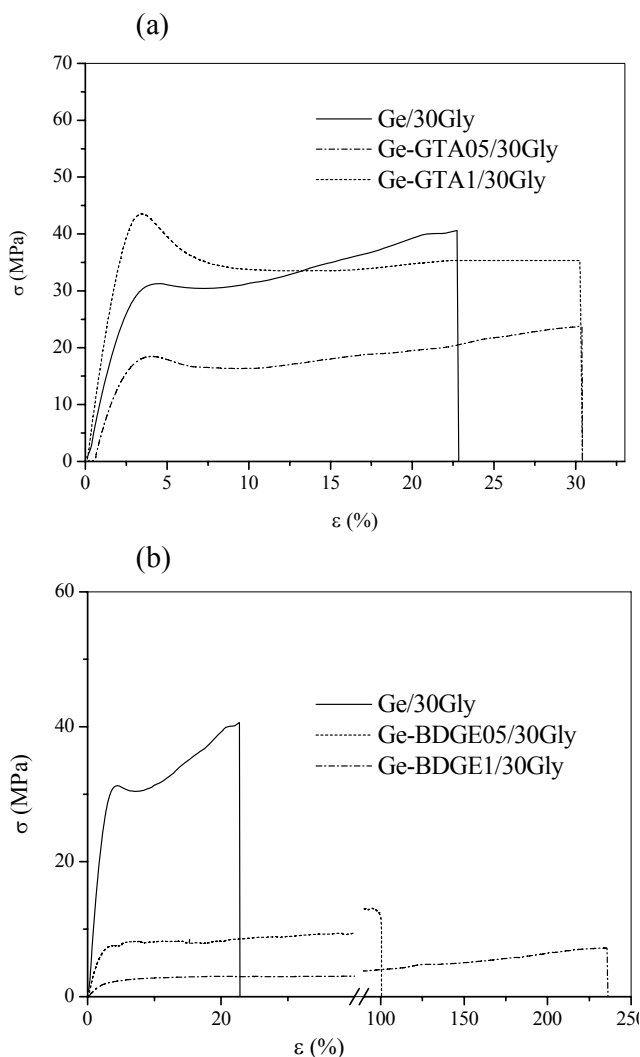 (a)
70
60
50
40
30
20
10
0
σ (MPa)
Ge/30Gly
Ge-GTA05/30Gly
Ge-GTA1/30Gly
0 5 10 15 20 25 30
ε (%)
(b)
60
40
20
0
σ (MPa)
Ge/30Gly
Ge-BDGE05/30Gly
Ge-BDGE1/30Gly
0 10 20 100 150 200 250
ε (%)